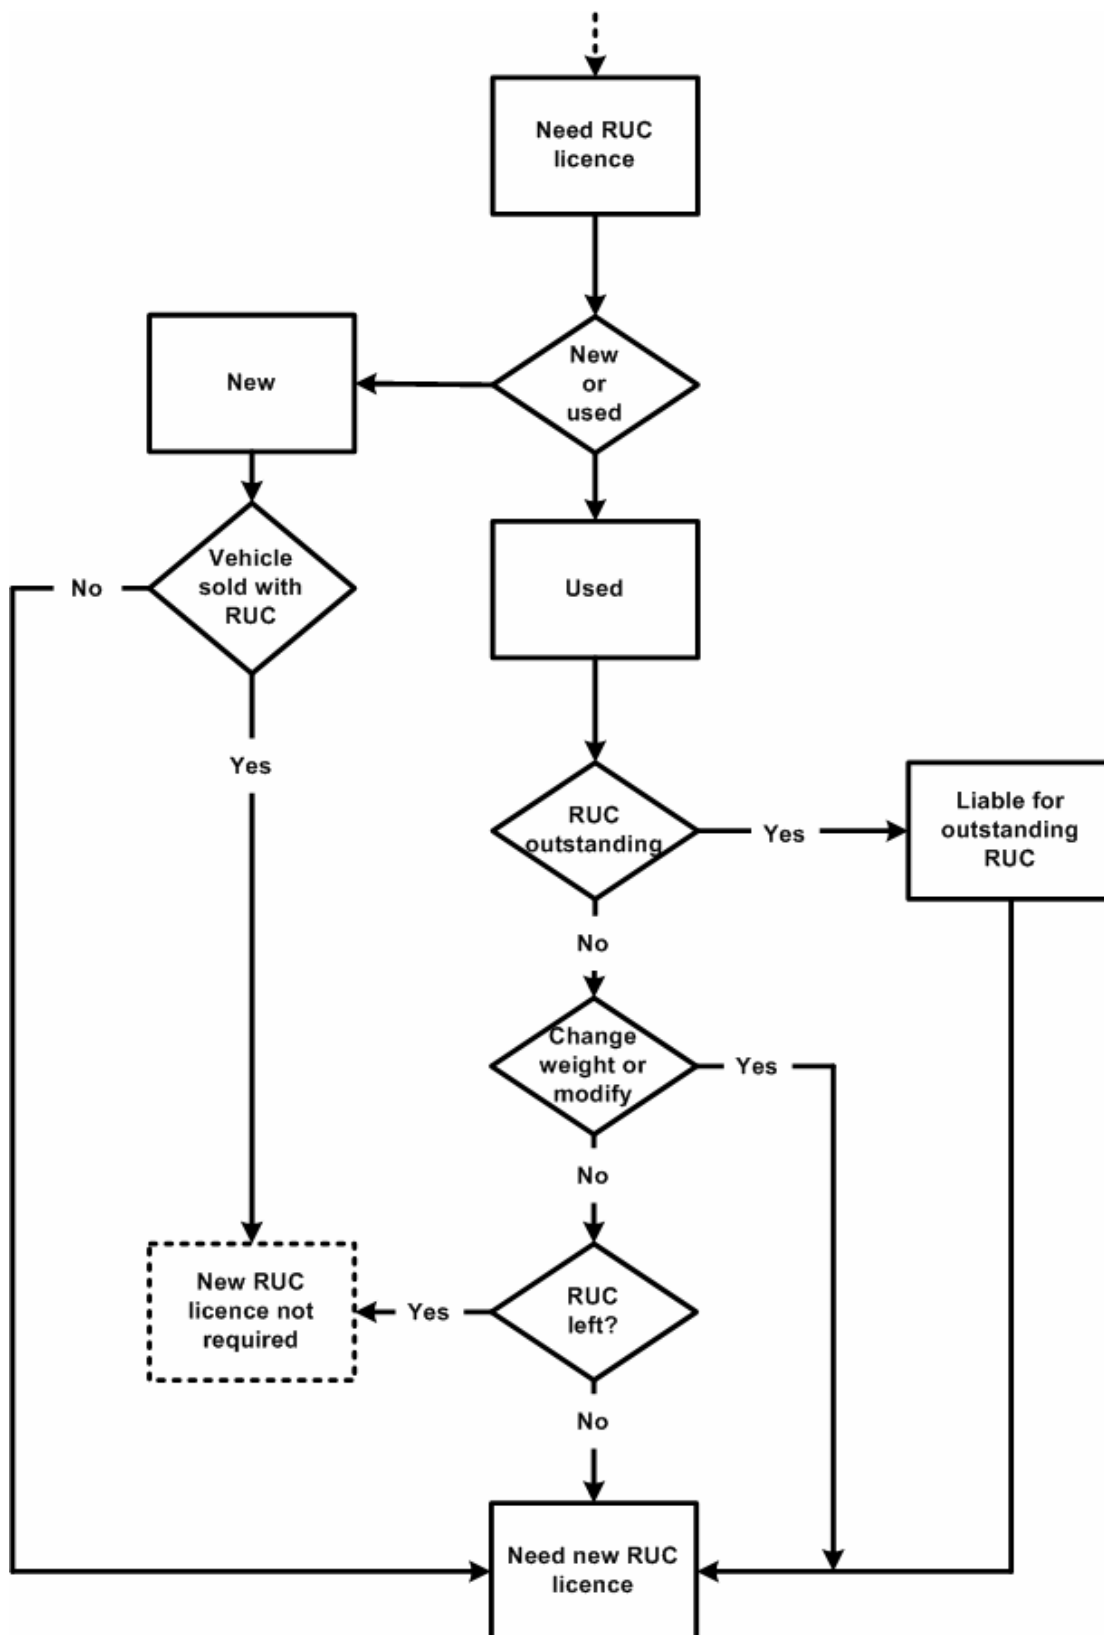 Need RUC
licence
New
or
used
New
Vehicle
sold with
RUC
No
Yes
Used
RUC
outstanding
Yes
Liable for
outstanding
RUC
No
Change
weight or
modify
Yes
No
RUC
left?
Yes
New RUC
licence not
required
No
Need new RUC
licence